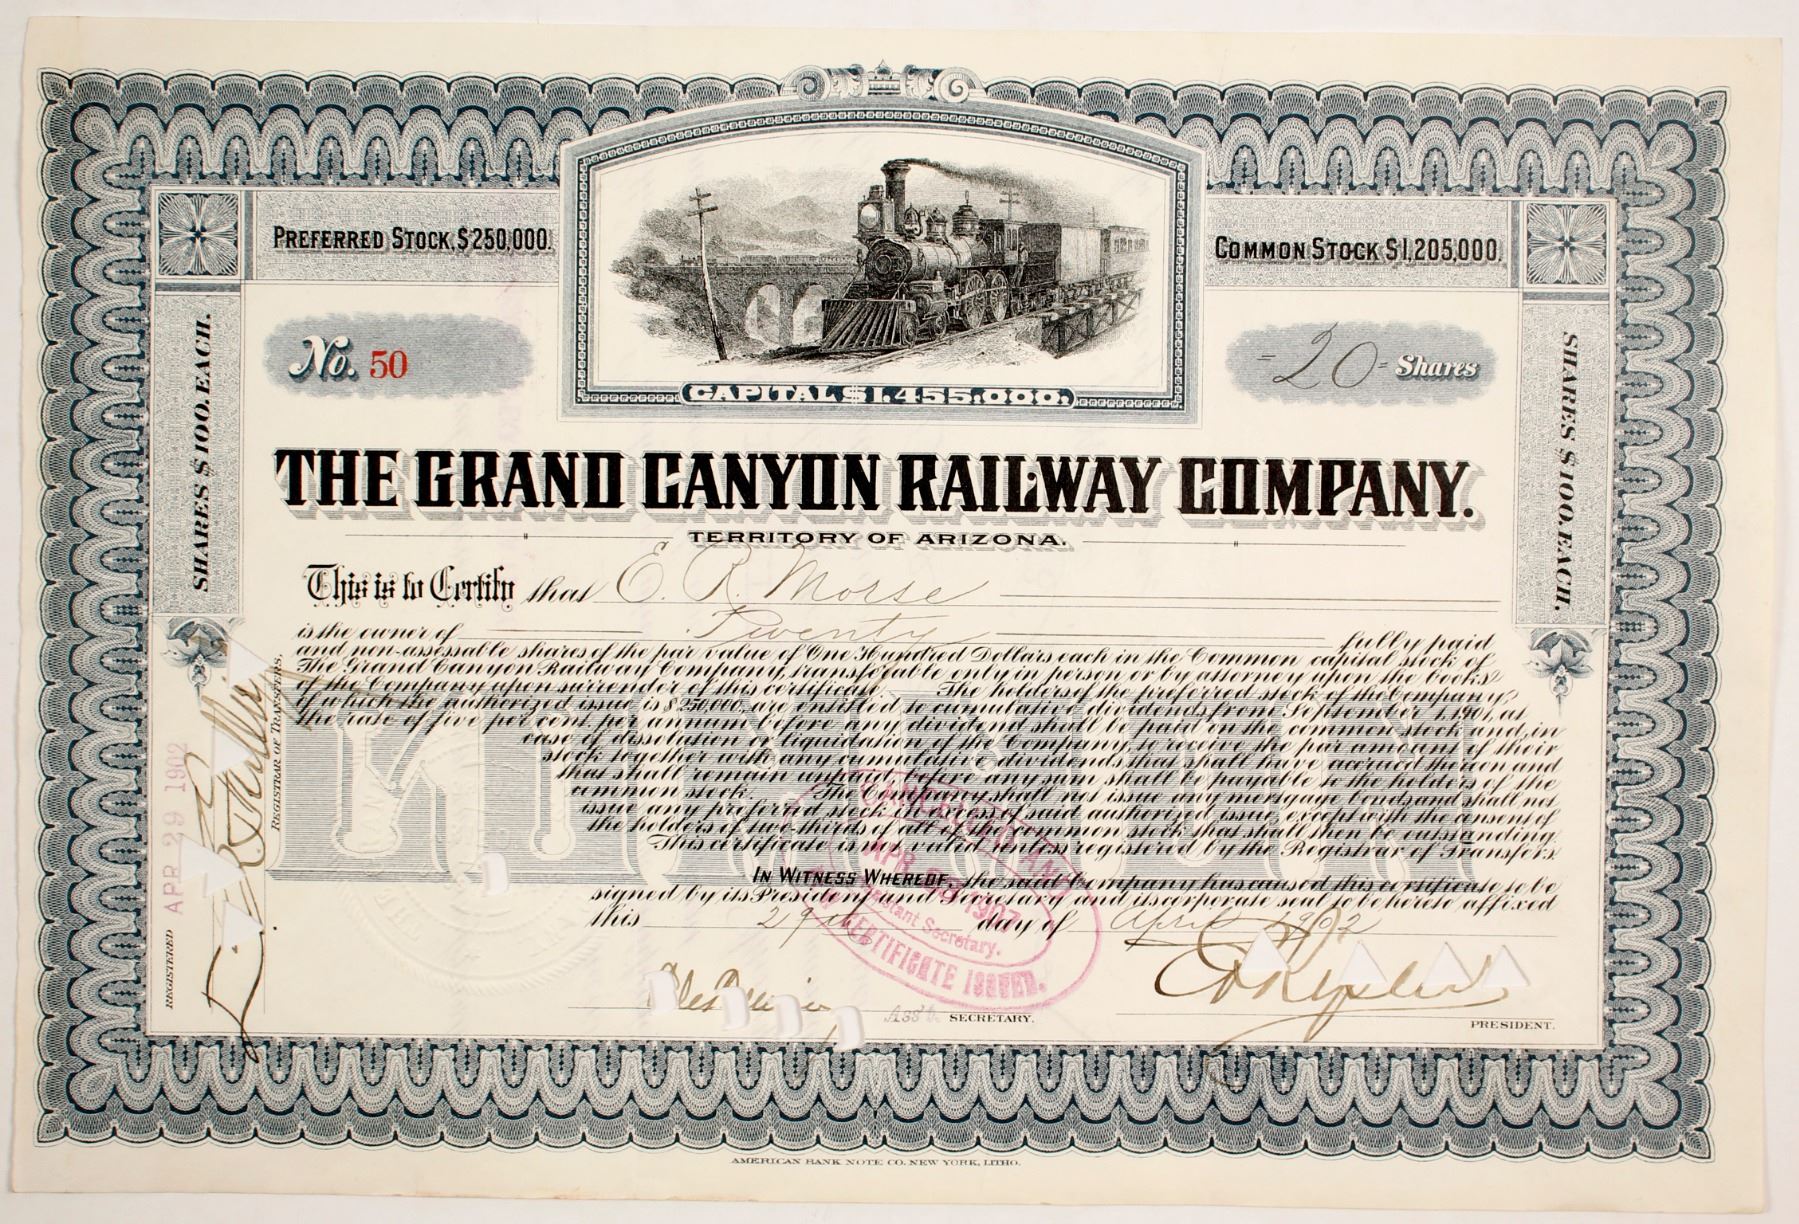 PREFERRED STOCK, $250,000.
COMMON STOCK $1,205,000.
No. 50
= 20 = Shares
CAPITAL $1,455,000.
SHARES $100. EACH.
SHARES $100. EACH.
THE GRAND CANYON RAILWAY COMPANY.
TERRITORY OF ARIZONA.
This is to Certify that E. R. Morse
is the owner of Twenty fully paid
and non-assessable shares of the par value of One Hundred Dollars each in the Common capital stock of
The Grand Canyon Railway Company, transferable only in person or by attorney upon the books
of the Company upon surrender of this certificate. The holders of the preferred stock of the Company,
of which the authorized issue is $250,000, are entitled to cumulative dividends from September 1, 1901, at
the rate of five per cent. per annum before any dividend shall be paid on the common stock and, in
case of dissolution or liquidation of the Company, to receive the par amount of their
stock together with any cumulative dividends that shall have accrued thereon and
that shall remain unpaid, before any sum shall be payable to the holders of the
common stock. The Company shall not issue any mortgage bonds and shall not
issue any preferred stock in excess of said authorized issue, except with the consent of
the holders of two-thirds of all of the common stock that shall then be outstanding.
This certificate is not valid unless registered by the Registrar of Transfers.
IN WITNESS WHEREOF, the said Company has caused this certificate to be
signed by its President and Secretary and its corporate seal to be hereto affixed
this 29th day of April 1902
Ass't. SECRETARY.
PRESIDENT.
REGISTERED APR 29 1902
REGISTRAR OF TRANSFERS.
CANCELLED AND
APR 1907
Assistant Secretary.
CERTIFICATE ISSUED.
AMERICAN BANK NOTE CO. NEW YORK, LITHO.